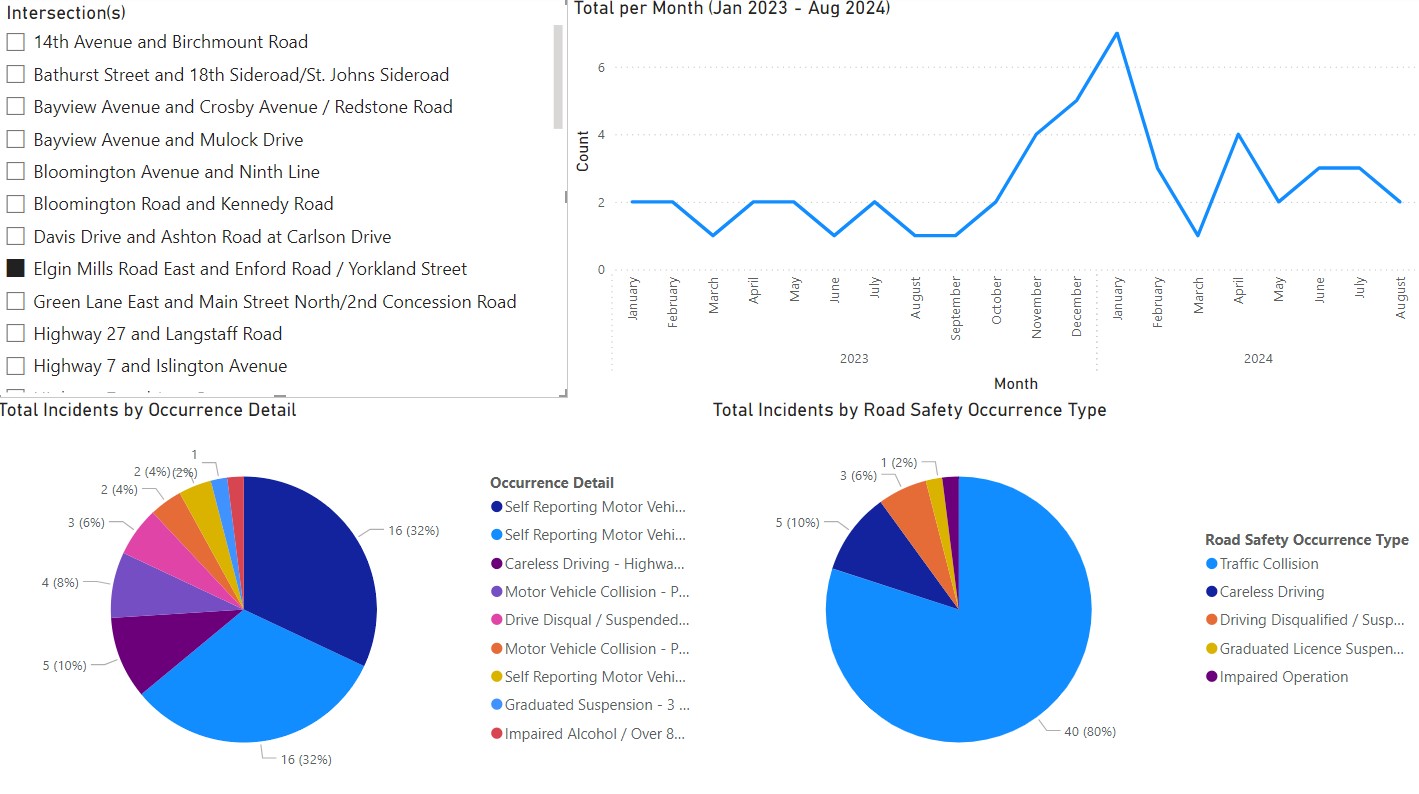 Intersection(s)
14th Avenue and Birchmount Road
Bathurst Street and 18th Sideroad/St. Johns Sideroad
Bayview Avenue and Crosby Avenue / Redstone Road
Bayview Avenue and Mulock Drive
Bloomington Avenue and Ninth Line
Bloomington Road and Kennedy Road
Davis Drive and Ashton Road at Carlson Drive
Elgin Mills Road East and Enford Road / Yorkland Street
Green Lane East and Main Street North/2nd Concession Road
Highway 27 and Langstaff Road
Highway 7 and Islington Avenue
Total per Month (Jan 2023 - Aug 2024)
Count
6
4
2
0
January
February
March
April
May
June
July
August
September
October
November
December
January
February
March
April
May
June
July
August
2023
2024
Month
Total Incidents by Occurrence Detail
1
(2%)
2 (4%)
2 (4%)
3 (6%)
4 (8%)
5 (10%)
16 (32%)
16 (32%)
Occurrence Detail
Self Reporting Motor Vehi...
Self Reporting Motor Vehi...
Careless Driving - Highwa...
Motor Vehicle Collision - P...
Drive Disqual / Suspended...
Motor Vehicle Collision - P...
Self Reporting Motor Vehi...
Graduated Suspension - 3 ...
Impaired Alcohol / Over 8...
Total Incidents by Road Safety Occurrence Type
1 (2%)
3 (6%)
5 (10%)
40 (80%)
Road Safety Occurrence Type
Traffic Collision
Careless Driving
Driving Disqualified / Susp...
Graduated Licence Suspen...
Impaired Operation